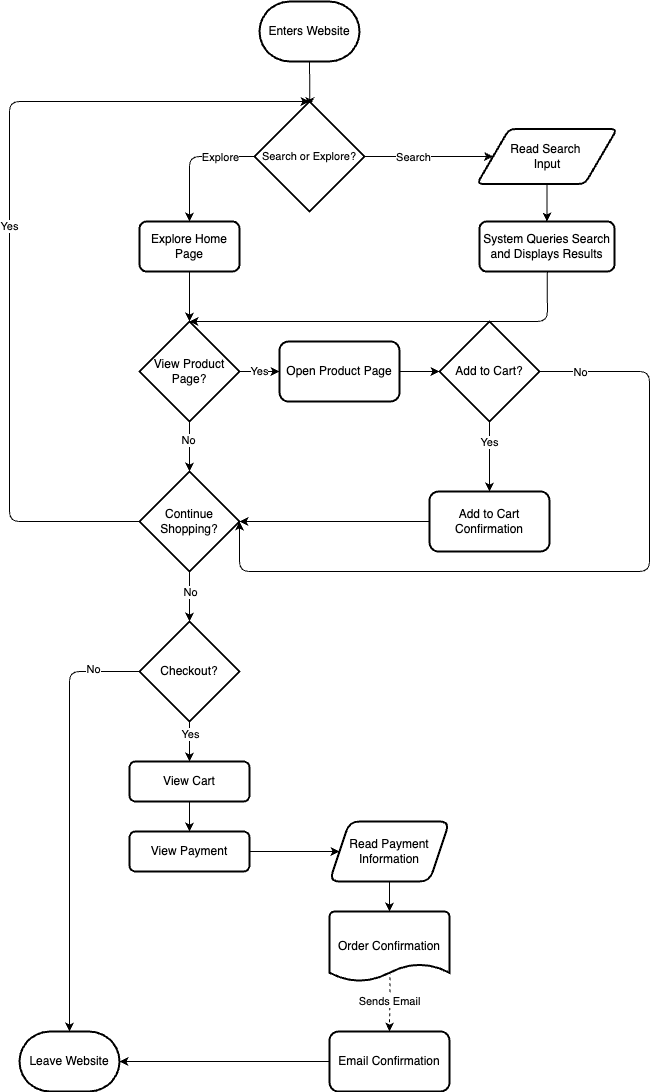 Enters Website
Search or Explore?
Explore
Search
Read Search
Input
Yes
Explore Home
Page
System Queries Search
and Displays Results
View Product
Page?
Yes
Open Product Page
Add to Cart?
No
No
Yes
Continue
Shopping?
Add to Cart
Confirmation
No
Checkout?
No
Yes
View Cart
View Payment
Read Payment
Information
Order Confirmation
Sends Email
Leave Website
Email Confirmation